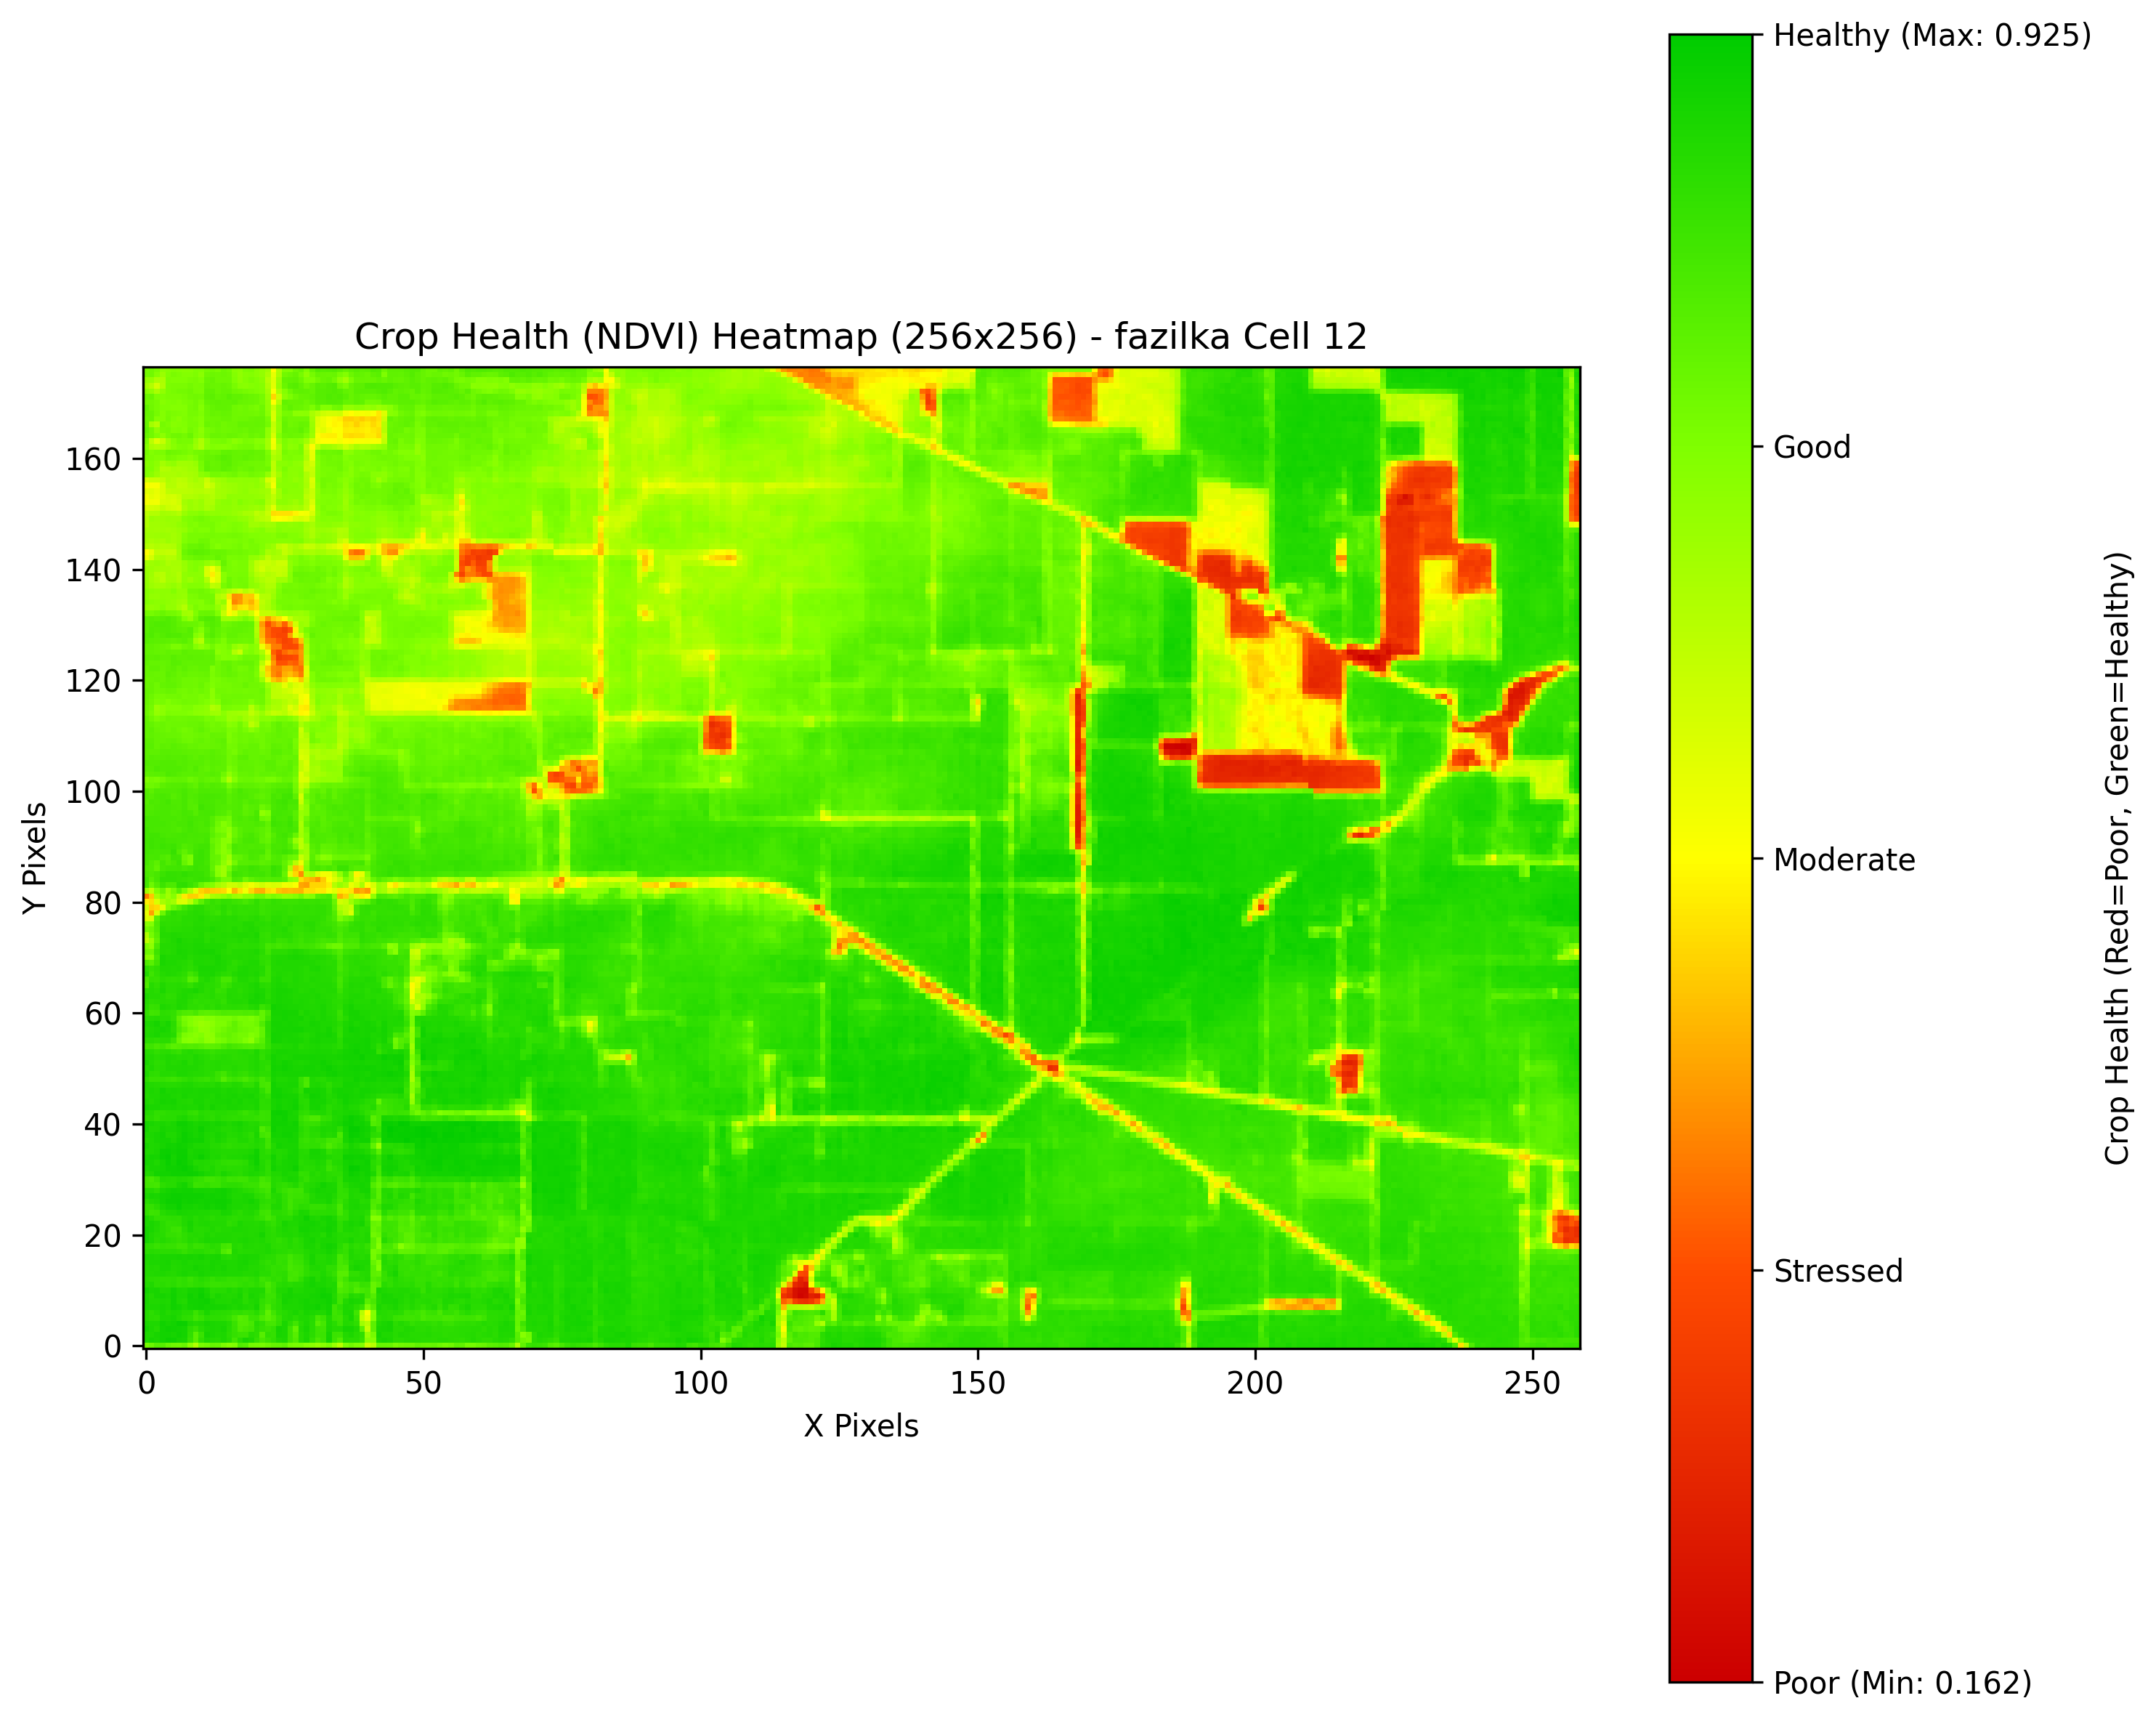 Crop Health (NDVI) Heatmap (256x256) - fazilka Cell 12
160
140
120
100
80
60
40
20
0
Y Pixels
0 50 100 150 200 250
X Pixels
Healthy (Max: 0.925)
Good
Moderate
Stressed
Poor (Min: 0.162)
Crop Health (Red=Poor, Green=Healthy)